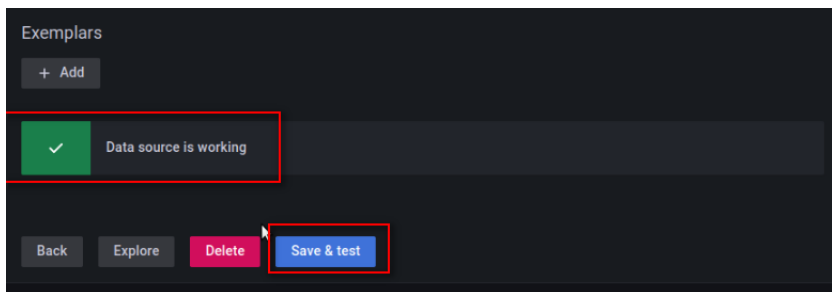 Exemplars
+ Add
Data source is working
Back Explore Delete Save & test